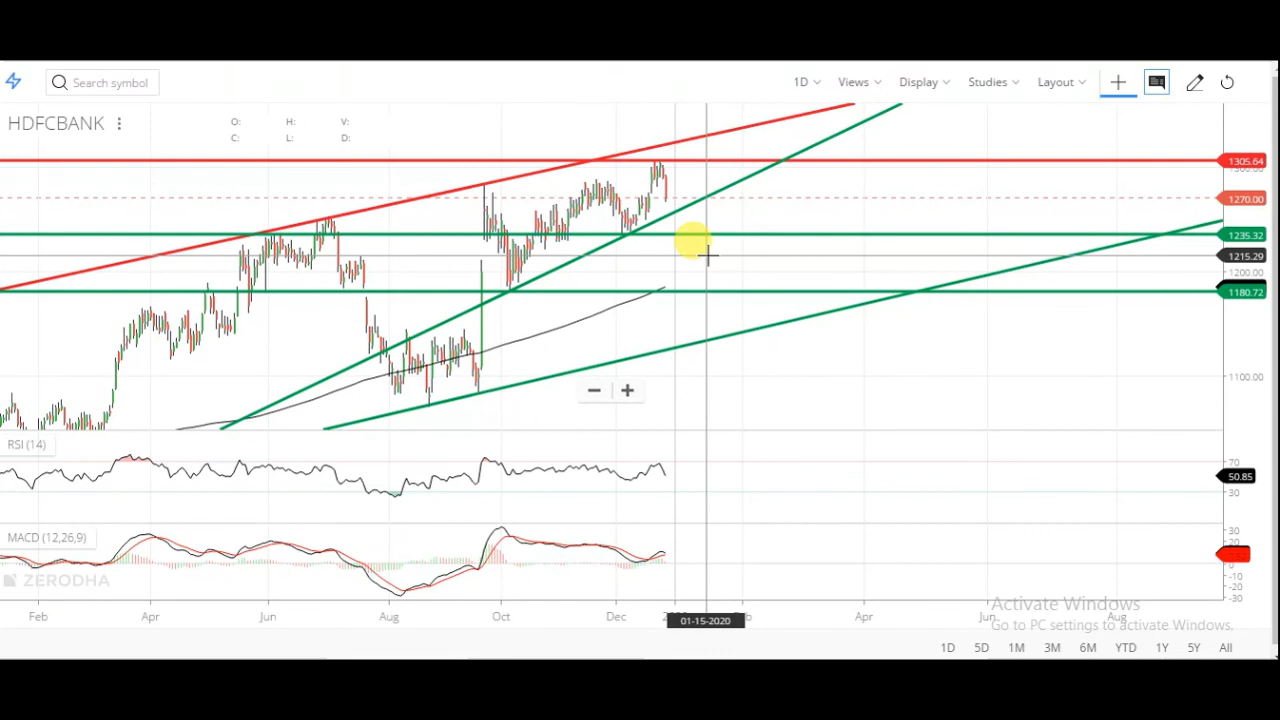 Search symbol
1D Views Display Studies Layout
HDFCBANK
O: H: V:
C: L: D:
1305.64
1270.00
1235.32
1215.29
1200.00
1180.72
1100.00
RSI (14)
70
50.85
30
MACD (12,26,9)
30
20
0
-10
-20
-30
ZERODHA
Feb Apr Jun Aug Oct Dec Apr Jun Aug
01-15-2020
Activate Windows
Go to PC settings to activate Windows.
1D 5D 1M 3M 6M YTD 1Y 5Y All